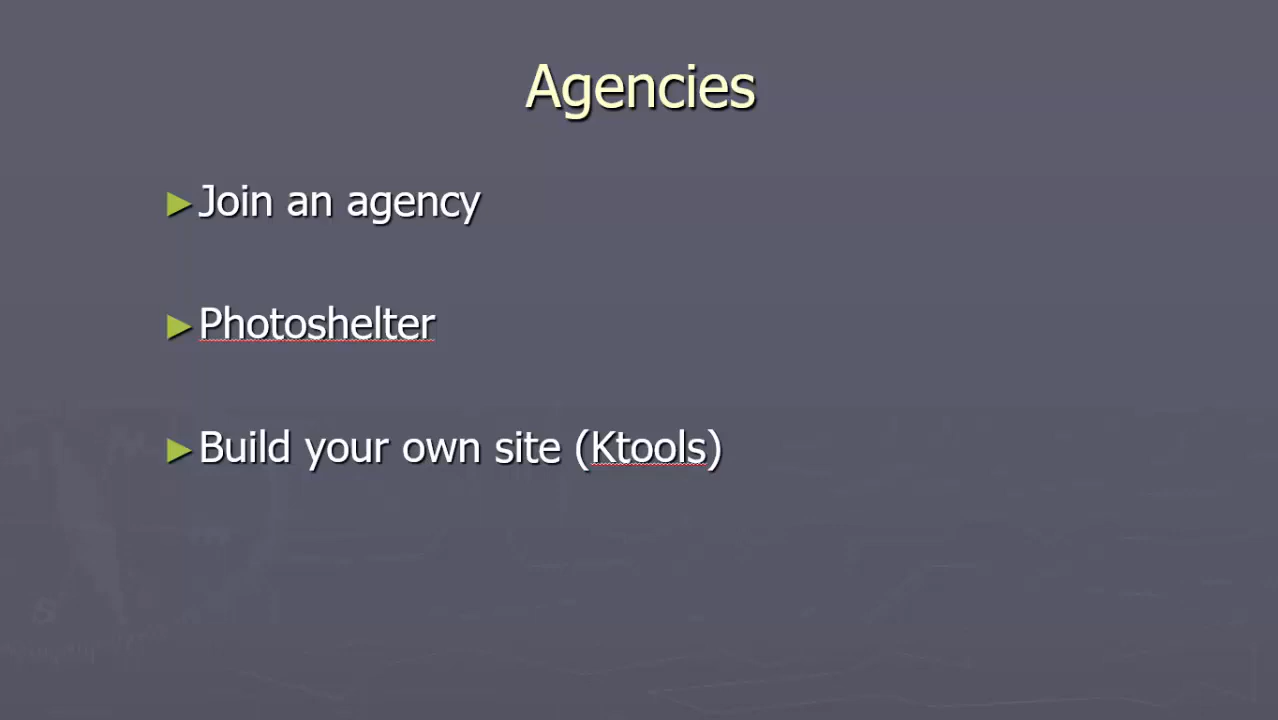 Agencies
Join an agency
Photoshelter
Build your own site (Ktools)
S